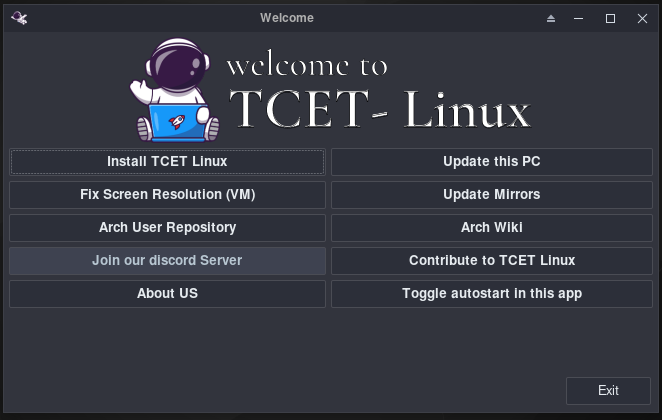 Welcome
welcome to
TCET- Linux
Install TCET Linux
Update this PC
Fix Screen Resolution (VM)
Update Mirrors
Arch User Repository
Arch Wiki
Join our discord Server
Contribute to TCET Linux
About US
Toggle autostart in this app
Exit